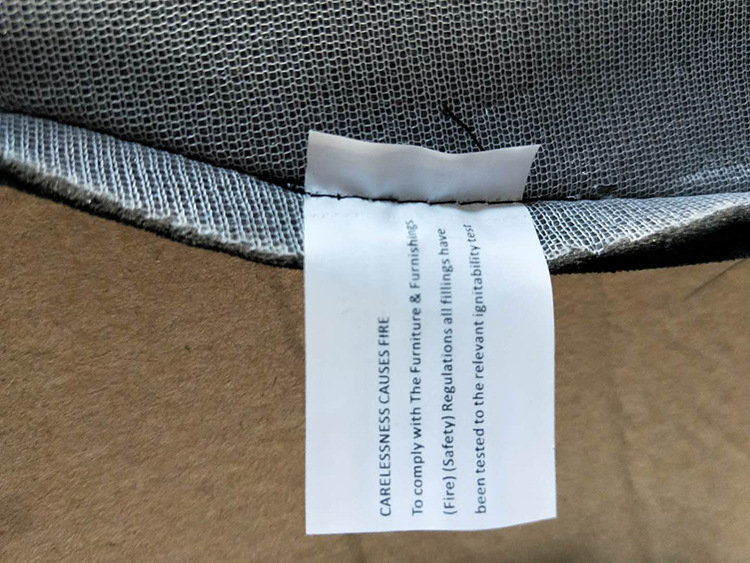 CARELESSNESS CAUSES FIRE
To comply with The Furniture & Furnishings
(Fire) (Safety) Regulations all fillings have
been tested to the relevant ignitability test